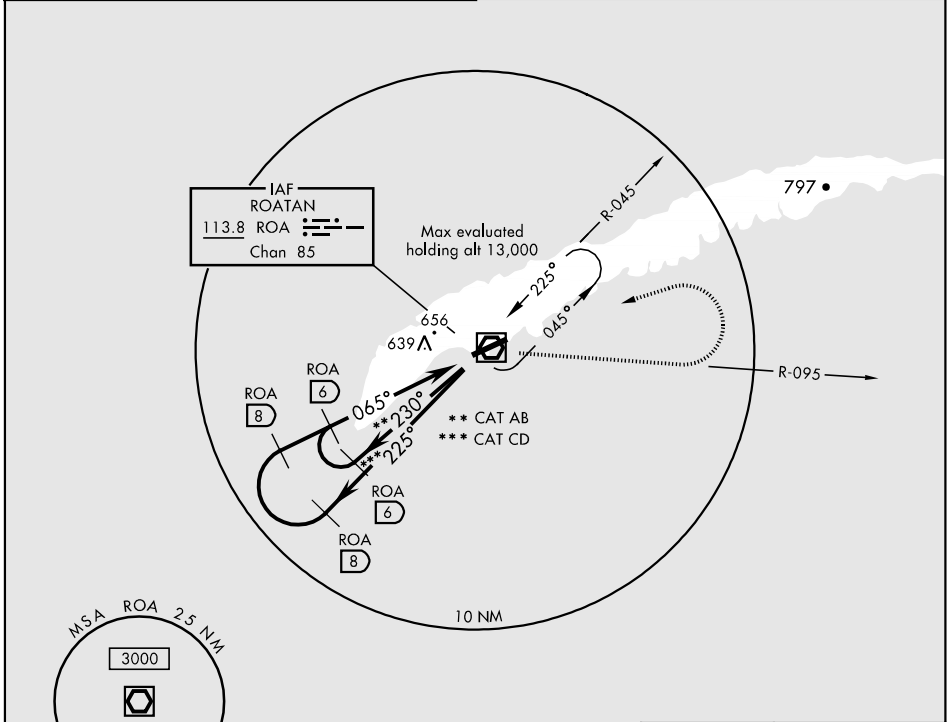 IAF
ROATAN
113.8 ROA
Chan 85
Max evaluated
holding alt 13,000
R-045
797
225°
045°
656
639
R-095
ROA
6
ROA
8
065°
**230°
***225°
** CAT AB
*** CAT CD
ROA
6
ROA
8
10 NM
MSA ROA 25 NM
3000